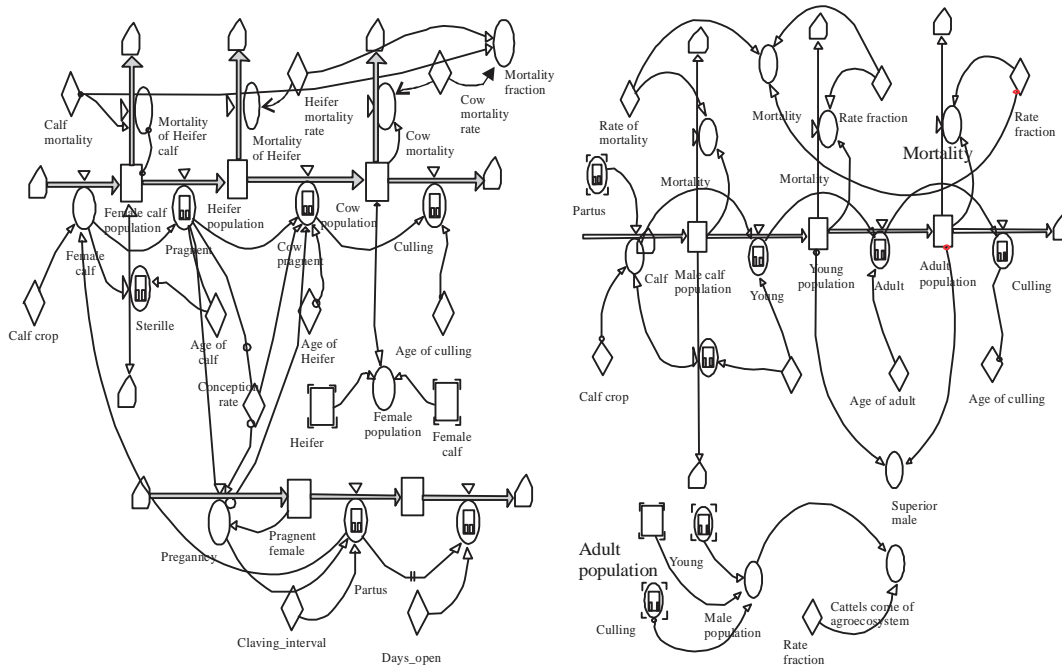 Calf
mortality
Mortality
of Heifer
calf
Mortality
of Heifer
Heifer
mortality
rate
Cow
mortality
Cow
mortality
rate
Mortality
fraction
Female calf
population
Heifer
population
Cow
population
Female
calf
Pragnent
Cow
pragnent
Culling
Calf crop
Sterille
Age of
calf
Age of
Heifer
Age of culling
Conception
rate
Heifer
Female
population
Female
calf
Preganney
Pragnent
female
Partus
Claving_interval
Days_open
Rate of
mortality
Mortality
Rate fraction
Rate
fraction
Mortality
Partus
Mortality
Mortality
Calf
Male calf
population
Young
Young
population
Adult
Adult
population
Culling
Calf crop
Age of adult
Age of culling
Superior
male
Adult
population
Young
Culling
Male
population
Rate
fraction
Cattels come of
agroecosystem